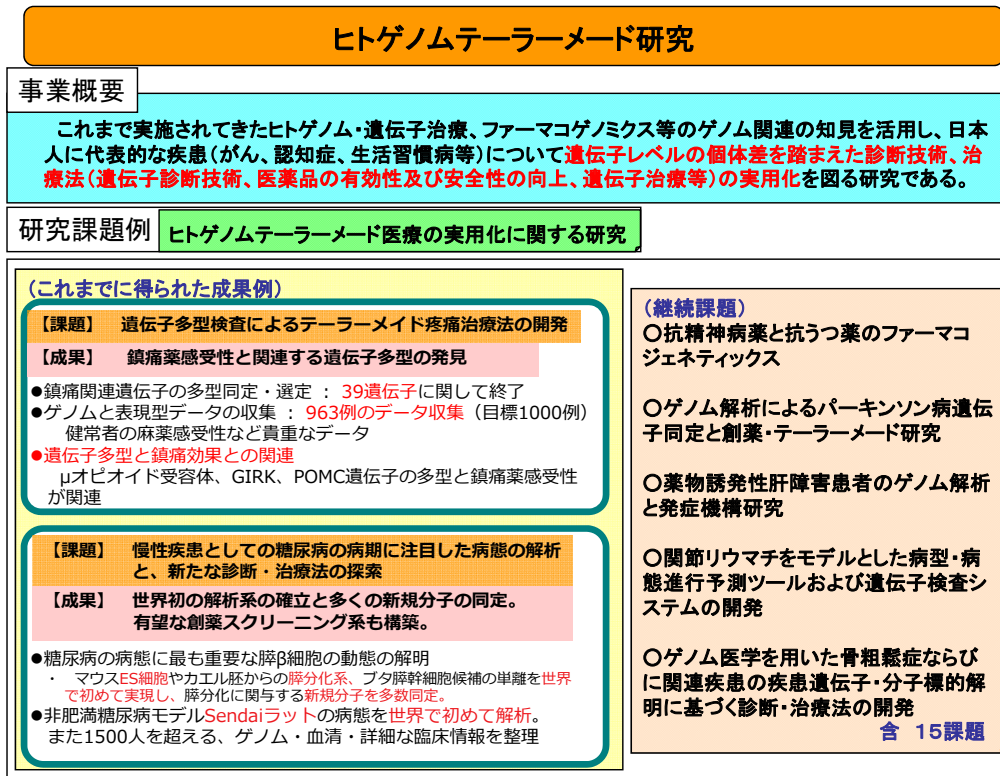 ヒトゲノムテーラーメード研究
事業概要
これまで実施されてきたヒトゲノム・遺伝子治療、ファーマコゲノミクス等のゲノム関連の知見を活用し、日本
人に代表的な疾患(がん、認知症、生活習慣病等)について遺伝子レベルの個体差を踏まえた診断技術、治
療法(遺伝子診断技術、医薬品の有効性及び安全性の向上、遺伝子治療等)の実用化を図る研究である。
研究課題例
ヒトゲノムテーラーメード医療の実用化に関する研究
(これまでに得られた成果例)
【課題】 遺伝子多型検査によるテーラーメイド疼痛治療法の開発
【成果】 鎮痛薬感受性と関連する遺伝子多型の発見
●鎮痛関連遺伝子の多型同定・選定 : 39遺伝子に関して終了
●ゲノムと表現型データの収集 : 963例のデータ収集(目標1000例)
健常者の麻薬感受性など貴重なデータ
●遺伝子多型と鎮痛効果との関連
μオピオイド受容体、GIRK、POMC遺伝子の多型と鎮痛薬感受性
が関連
【課題】 慢性疾患としての糖尿病の病期に注目した病態の解析
と、新たな診断・治療法の探索
【成果】 世界初の解析系の確立と多くの新規分子の同定。
有望な創薬スクリーニング系も構築。
●糖尿病の病態に最も重要な膵β細胞の動態の解明
・ マウスES細胞やカエル胚からの膵分化系、ブタ膵幹細胞候補の単離を世界
で初めて実現し、膵分化に関与する新規分子を多数同定。
●非肥満糖尿病モデルSendaiラットの病態を世界で初めて解析。
また1500人を超える、ゲノム・血清・詳細な臨床情報を整理
(継続課題)
○抗精神病薬と抗うつ薬のファーマコ
ジェネティックス
○ゲノム解析によるパーキンソン病遺伝
子同定と創薬・テーラーメード研究
○薬物誘発性肝障害患者のゲノム解析
と発症機構研究
○関節リウマチをモデルとした病型・病
態進行予測ツールおよび遺伝子検査シ
ステムの開発
○ゲノム医学を用いた骨粗鬆症ならび
に関連疾患の疾患遺伝子・分子標的解
明に基づく診断・治療法の開発
含 15課題